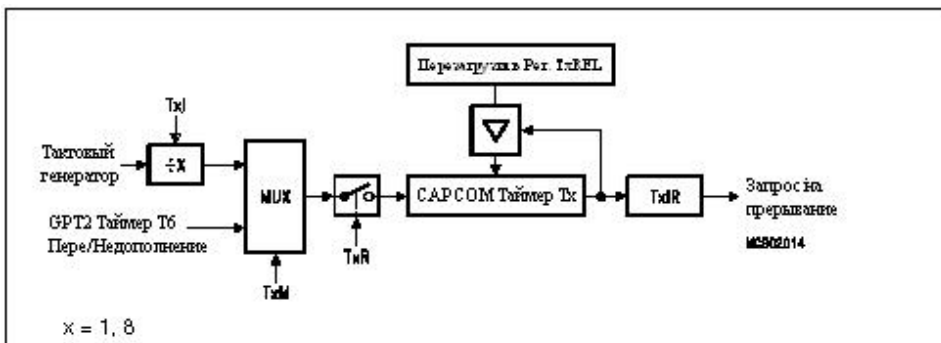 Перезагрузка Рег. TxREL
TxI
Тактовый
генератор
÷X
MUX
CAPCOM Таймер Tx
TxIR
Запрос на
прерывание
GPT2 Таймер T6
Пере/Недополнение
TxR
MCB02014
TxM
x = 1, 8